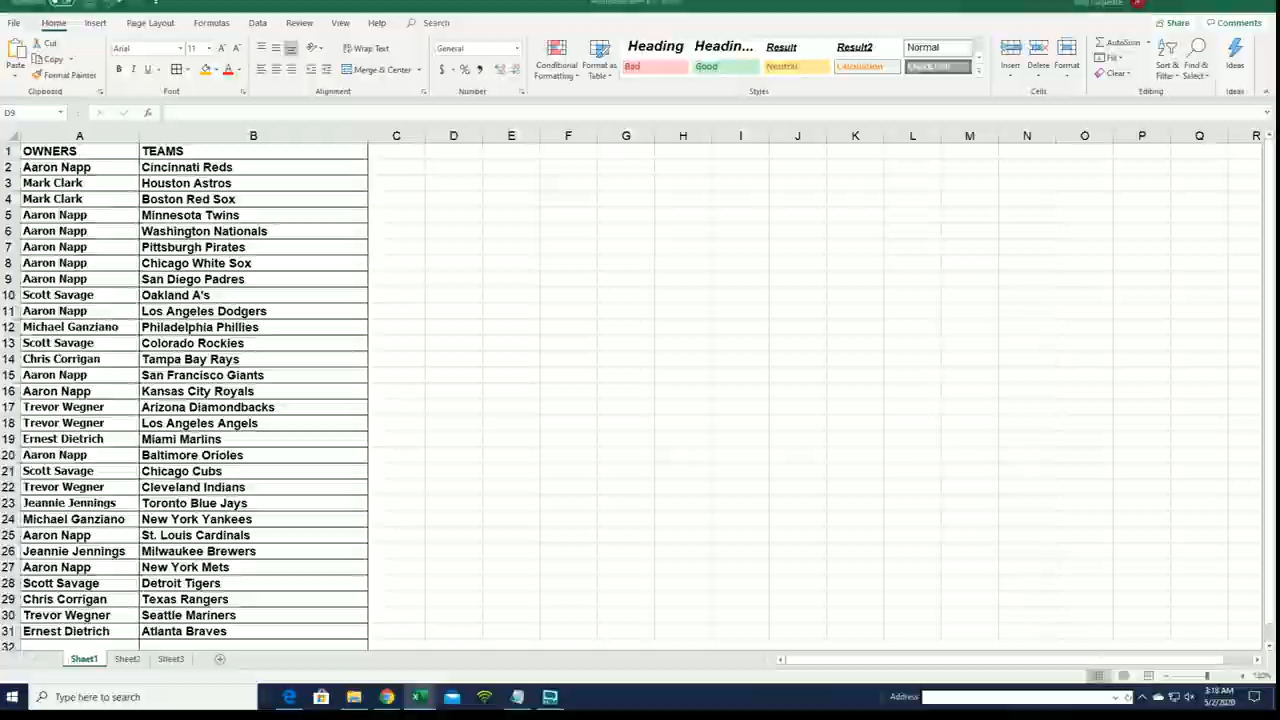 File Home Insert Page Layout Formulas Data Review View Help Search Share Comments
Cut Arial 11 Wrap Text General Heading Headin... Result Result2 Normal AutoSum
Copy Fill
Paste Format Painter Merge & Center Conditional Formatting Format as Table Bad Good Neutral Calculation Insert Delete Format Clear Sort & Filter Find & Select Ideas
Clipboard Font Alignment Number Styles Cells Editing Ideas
D9 fx
A B C D E F G H I J K L M N O P Q R
1 OWNERS TEAMS
2 Aaron Napp Cincinnati Reds
3 Mark Clark Houston Astros
4 Mark Clark Boston Red Sox
5 Aaron Napp Minnesota Twins
6 Aaron Napp Washington Nationals
7 Aaron Napp Pittsburgh Pirates
8 Aaron Napp Chicago White Sox
9 Aaron Napp San Diego Padres
10 Scott Savage Oakland A's
11 Aaron Napp Los Angeles Dodgers
12 Michael Ganziano Philadelphia Phillies
13 Scott Savage Colorado Rockies
14 Chris Corrigan Tampa Bay Rays
15 Aaron Napp San Francisco Giants
16 Aaron Napp Kansas City Royals
17 Trevor Wegner Arizona Diamondbacks
18 Trevor Wegner Los Angeles Angels
19 Ernest Dietrich Miami Marlins
20 Aaron Napp Baltimore Orioles
21 Scott Savage Chicago Cubs
22 Trevor Wegner Cleveland Indians
23 Jeannie Jennings Toronto Blue Jays
24 Michael Ganziano New York Yankees
25 Aaron Napp St. Louis Cardinals
26 Jeannie Jennings Milwaukee Brewers
27 Aaron Napp New York Mets
28 Scott Savage Detroit Tigers
29 Chris Corrigan Texas Rangers
30 Trevor Wegner Seattle Mariners
31 Ernest Dietrich Atlanta Braves
32
Sheet1 Sheet2 Sheet3
Type here to search Address 3:18 AM
5/2/2020